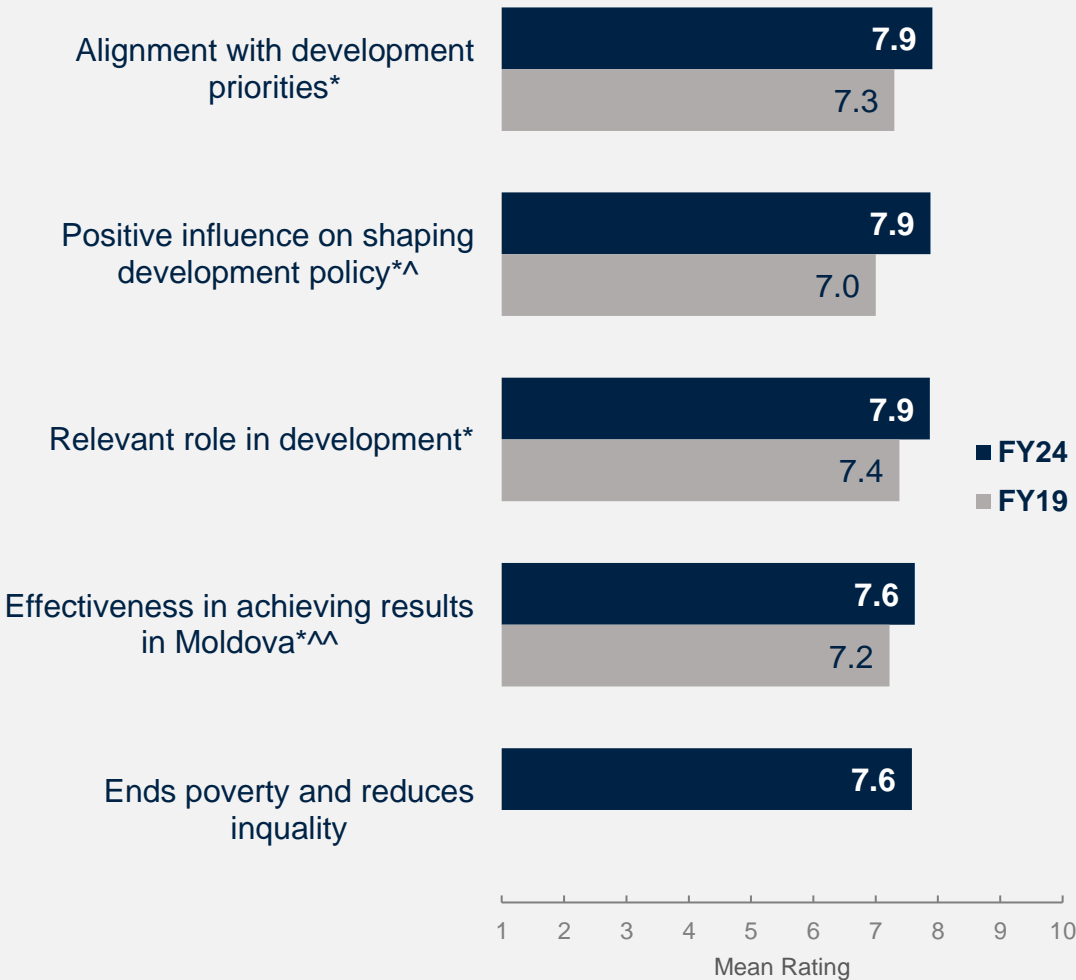 Alignment with development
priorities*
7.9
7.3
Positive influence on shaping
development policy*^
7.9
7.0
Relevant role in development*
7.9
7.4
FY24
FY19
Effectiveness in achieving results
in Moldova*^^
7.6
7.2
Ends poverty and reduces
inquality
7.6
1 2 3 4 5 6 7 8 9 10
Mean Rating